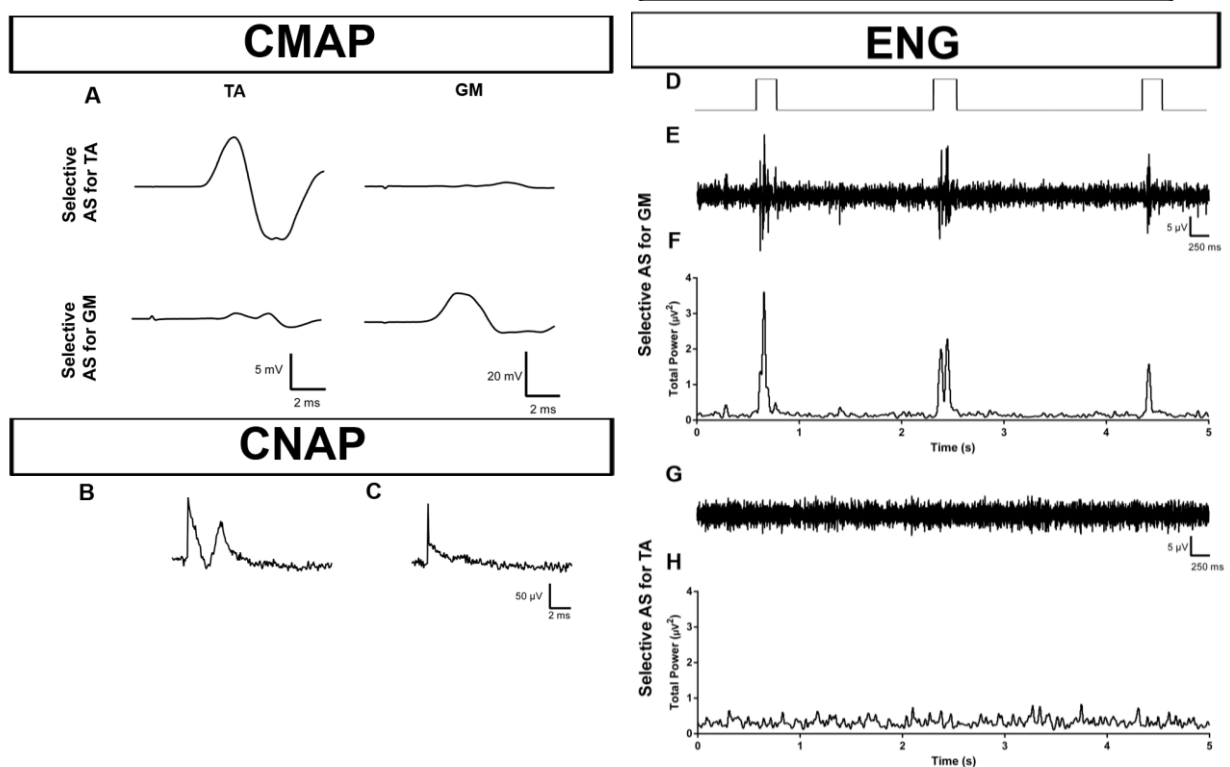 CMAP
A
TA GM
Selective
AS for TA
Selective
AS for GM
5 mV
2 ms
20 mV
2 ms
CNAP
B C
50 µV
2 ms
ENG
D
E
5 µV
250 ms
F
Selective AS for GM
Total Power (µV²)
4
3
2
1
0
0 1 2 3 4 5
Time (s)
G
5 µV
250 ms
H
Selective AS for TA
Total Power (µV²)
4
3
2
1
0
0 1 2 3 4 5
Time (s)